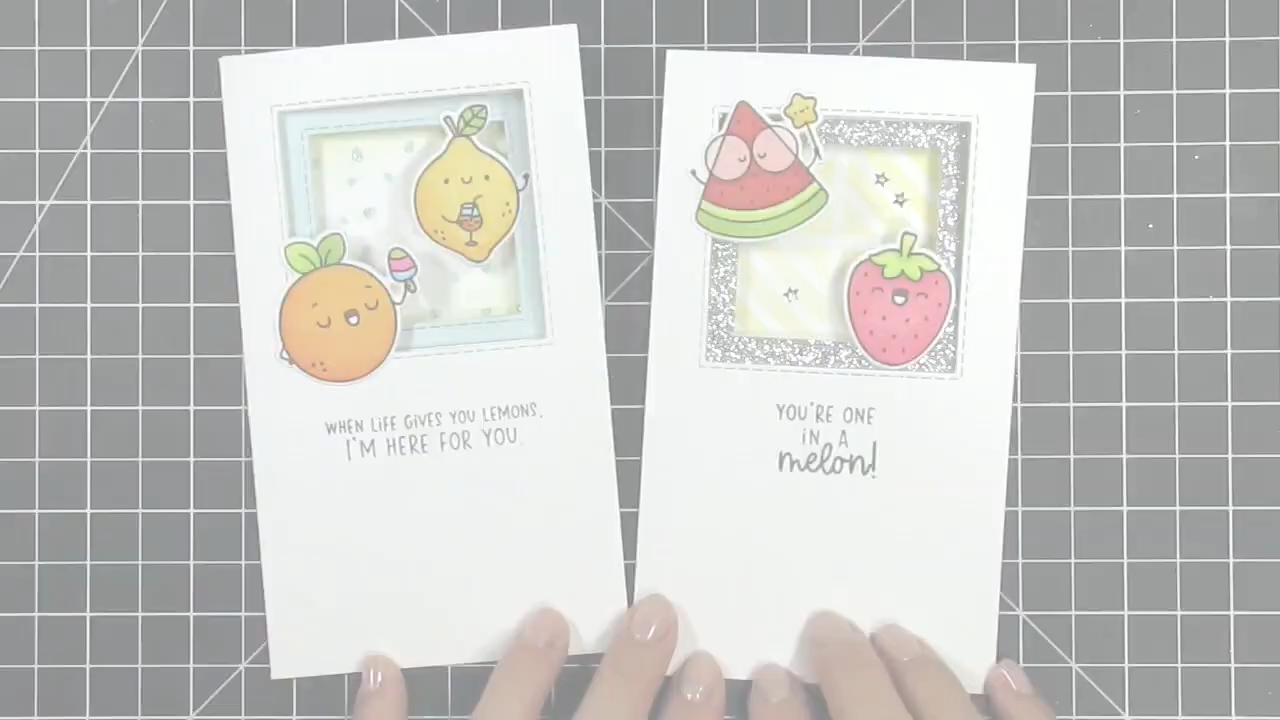 WHEN LiFE GiVES YOU LEMONS,
I'M HERE FOR YOU.
YOU'RE ONE
iN A
melon!